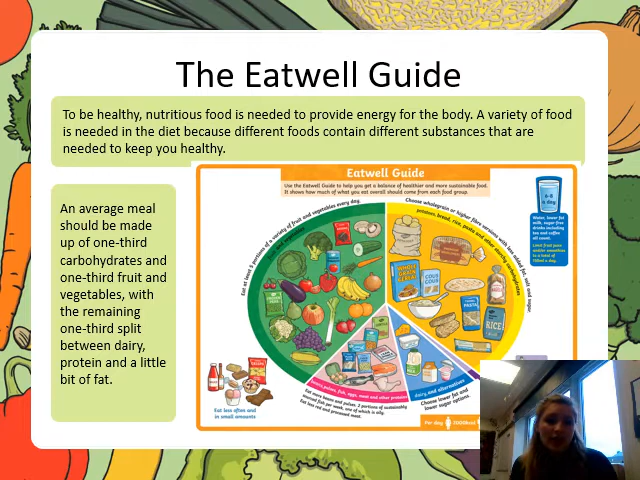 The Eatwell Guide
To be healthy, nutritious food is needed to provide energy for the body. A variety of food
is needed in the diet because different foods contain different substances that are
needed to keep you healthy.
An average meal
should be made
up of one-third
carbohydrates and
one-third fruit and
vegetables, with
the remaining
one-third split
between dairy,
protein and a little
bit of fat.
Eatwell Guide
Use the Eatwell Guide to help you get a balance of healthier and more sustainable food.
It shows how much of what you eat overall should come from each food group.
Eat at least 5 portions of a variety of fruit and vegetables every day.
Choose wholegrain or higher fibre versions with less added fat, salt and sugar.
potatoes, bread, rice, pasta and other starchy carbohydrates
6-8
a day
Water, lower fat
milk, sugar-free
drinks including
tea and coffee
all count.
Limit fruit juice
and/or smoothies
to a total of
150ml a day.
WHOLE
GRAIN
CEREAL
COUS
COUS
PASTA
RICE
beans, pulses, fish, eggs, meat and other proteins
Eat more beans and pulses, 2 portions of sustainably
sourced fish per week, one of which is oily.
Eat less red and processed meat.
dairy and alternatives
Choose lower fat and
lower sugar options.
Eat less often and
in small amounts
Per day
2000kcal